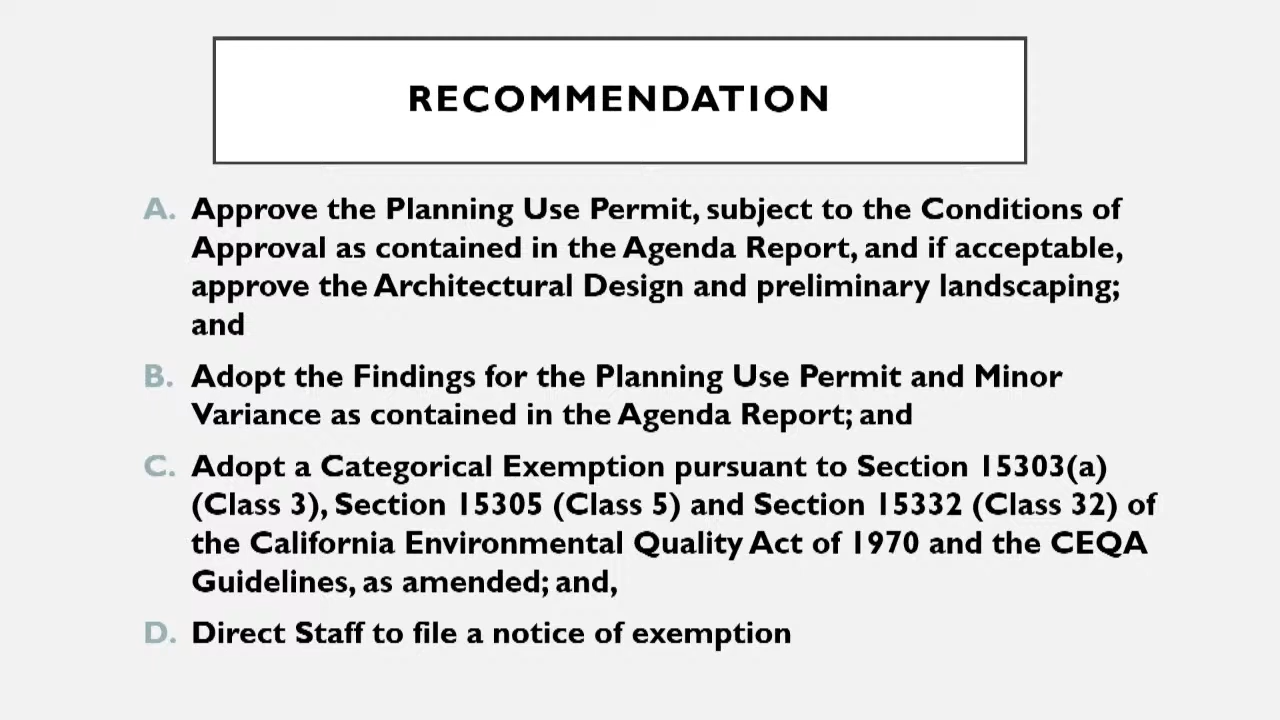 RECOMMENDATION
A. Approve the Planning Use Permit, subject to the Conditions of
Approval as contained in the Agenda Report, and if acceptable,
approve the Architectural Design and preliminary landscaping;
and
B. Adopt the Findings for the Planning Use Permit and Minor
Variance as contained in the Agenda Report; and
C. Adopt a Categorical Exemption pursuant to Section 15303(a)
(Class 3), Section 15305 (Class 5) and Section 15332 (Class 32) of
the California Environmental Quality Act of 1970 and the CEQA
Guidelines, as amended; and,
D. Direct Staff to file a notice of exemption